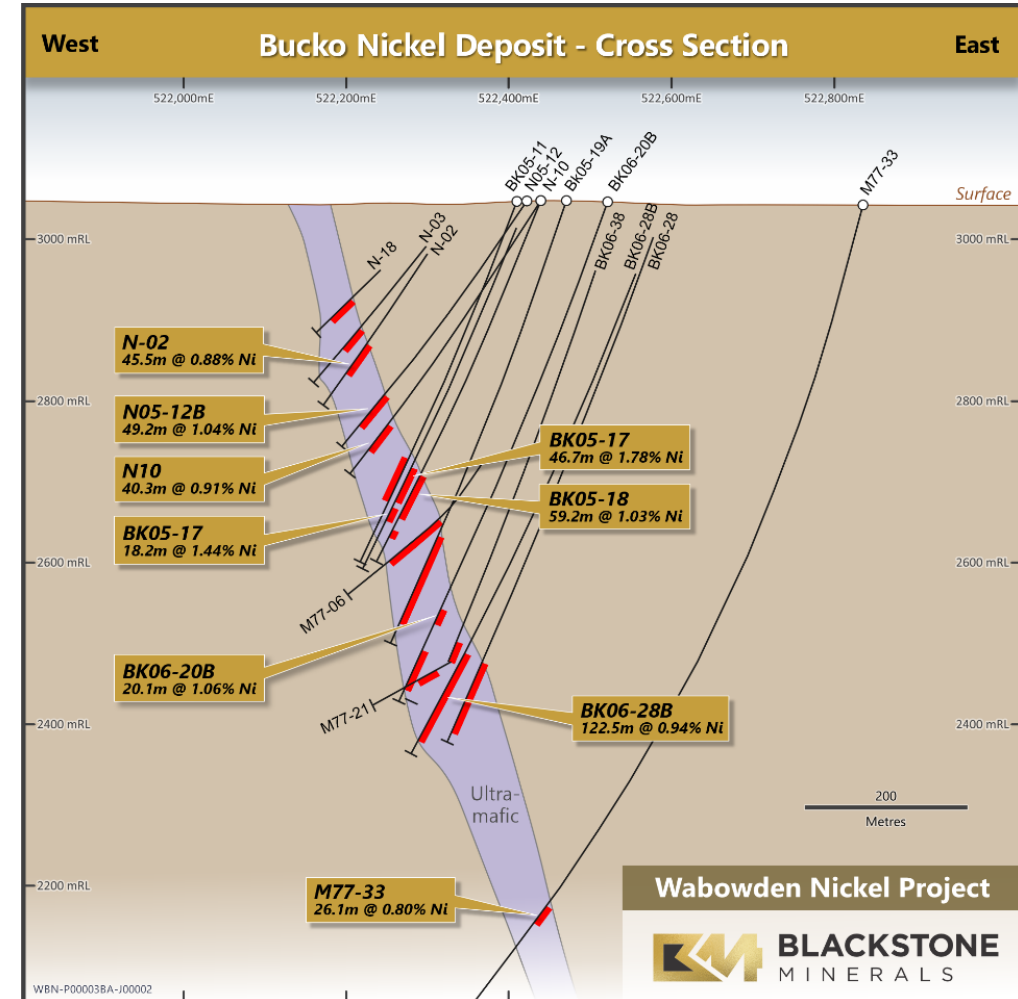 West
Bucko Nickel Deposit - Cross Section
East
522,000mE
522,200mE
522,400mE
522,600mE
522,800mE
BK05-11
N05-12
N-10
Bk05-19A
BK06-20B
M77-33
Surface
3000 mRL
3000 mRL
N-18
N-03
N-02
BK06-38
BK06-28B
BK06-28
N-02
45.5m @ 0.88% Ni
2800 mRL
2800 mRL
N05-12B
49.2m @ 1.04% Ni
N10
40.3m @ 0.91% Ni
BK05-17
46.7m @ 1.78% Ni
BK05-18
59.2m @ 1.03% Ni
BK05-17
18.2m @ 1.44% Ni
2600 mRL
2600 mRL
M77-06
BK06-20B
20.1m @ 1.06% Ni
M77-21
BK06-28B
122.5m @ 0.94% Ni
2400 mRL
2400 mRL
Ultra-
mafic
200
Metres
2200 mRL
M77-33
26.1m @ 0.80% Ni
Wabowden Nickel Project
BLACKSTONE
MINERALS
WBN-P00003BA-J00002